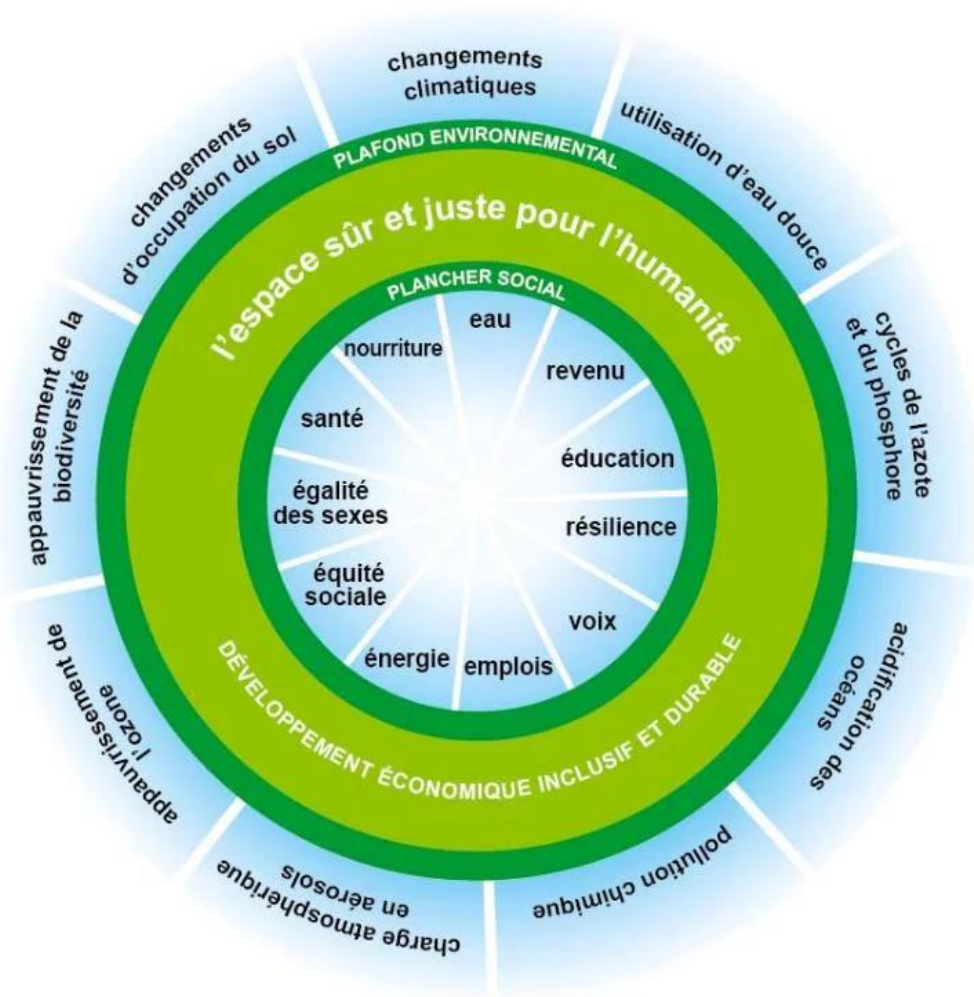 changements
climatiques
utilisation d'eau douce
cycles de l'azote
et du phosphore
acidification des
océans
pollution chimique
charge atmosphérique
en aérosols
appauvrissement de
l'ozone
appauvrissement de la
biodiversité
changements
d'occupation du sol
PLAFOND ENVIRONNEMENTAL
l'espace sûr et juste pour l'humanité
PLANCHER SOCIAL
eau
revenu
éducation
résilience
voix
emplois
énergie
équité
sociale
égalité
des sexes
santé
nourriture
DÉVELOPPEMENT ÉCONOMIQUE INCLUSIF ET DURABLE